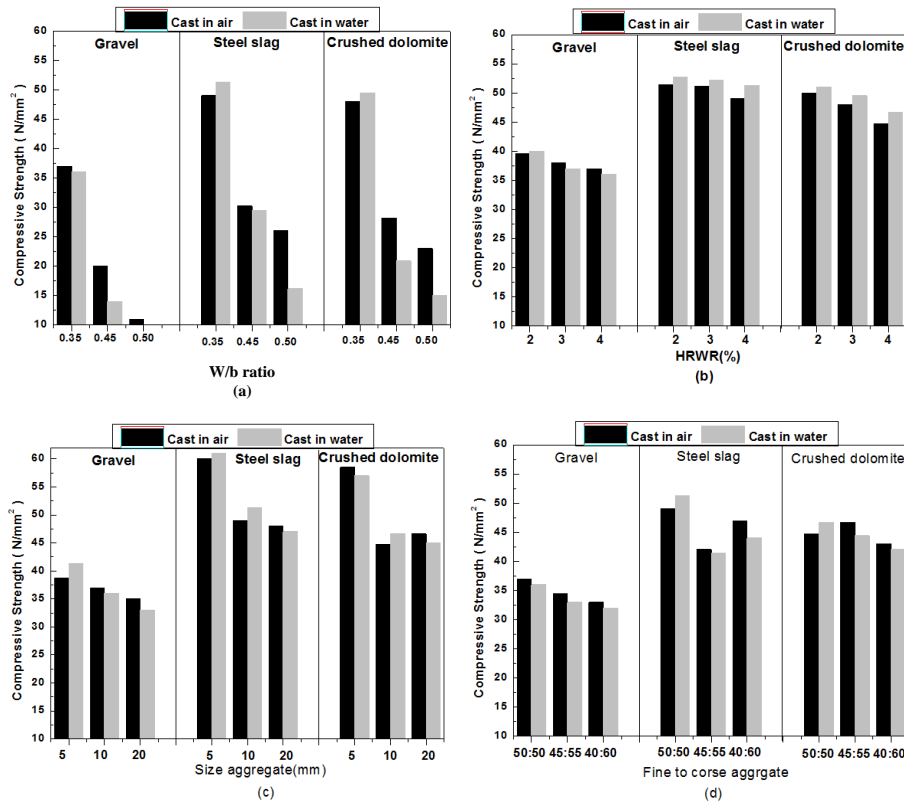 Cast in air Cast in water
Gravel Steel slag Crushed dolomite
Compressive Strength ( N/mm²)
60
55
50
45
40
35
30
25
20
15
10
0.35 0.45 0.50 0.35 0.45 0.50 0.35 0.45 0.50
W/b ratio
(a)
Cast in air Cast in water
Gravel Steel slag Crushed dolomite
Compressive Strength ( N/mm²)
60
55
50
45
40
35
30
25
20
15
10
2 3 4 2 3 4 2 3 4
HRWR(%)
(b)
Cast in air Cast in water
Gravel Steel slag Crushed dolomite
Compressive Strength ( N/mm²)
60
55
50
45
40
35
30
25
20
15
10
5 10 20 5 10 20 5 10 20
Size aggregate(mm)
(c)
Cast in air Cast in water
Gravel Steel slag Crushed dolomite
Compressive Strength ( N/mm²)
60
55
50
45
40
35
30
25
20
15
10
50:50 45:55 40:60 50:50 45:55 40:60 50:50 45:55 40:60
Fine to corse aggrgate
(d)